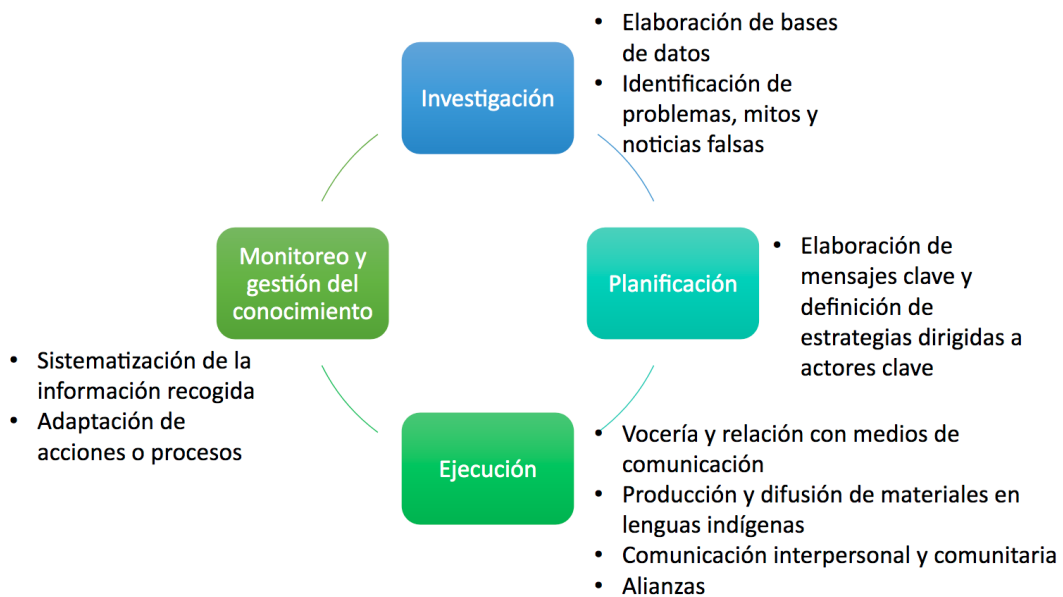 Investigación
• Elaboración de bases
de datos
• Identificación de
problemas, mitos y
noticias falsas
Planificación
• Elaboración de
mensajes clave y
definición de
estrategias dirigidas a
actores clave
Ejecución
• Vocería y relación con medios de
comunicación
• Producción y difusión de materiales en
lenguas indígenas
• Comunicación interpersonal y comunitaria
• Alianzas
Monitoreo y
gestión del
conocimiento
• Sistematización de la
información recogida
• Adaptación de
acciones o procesos